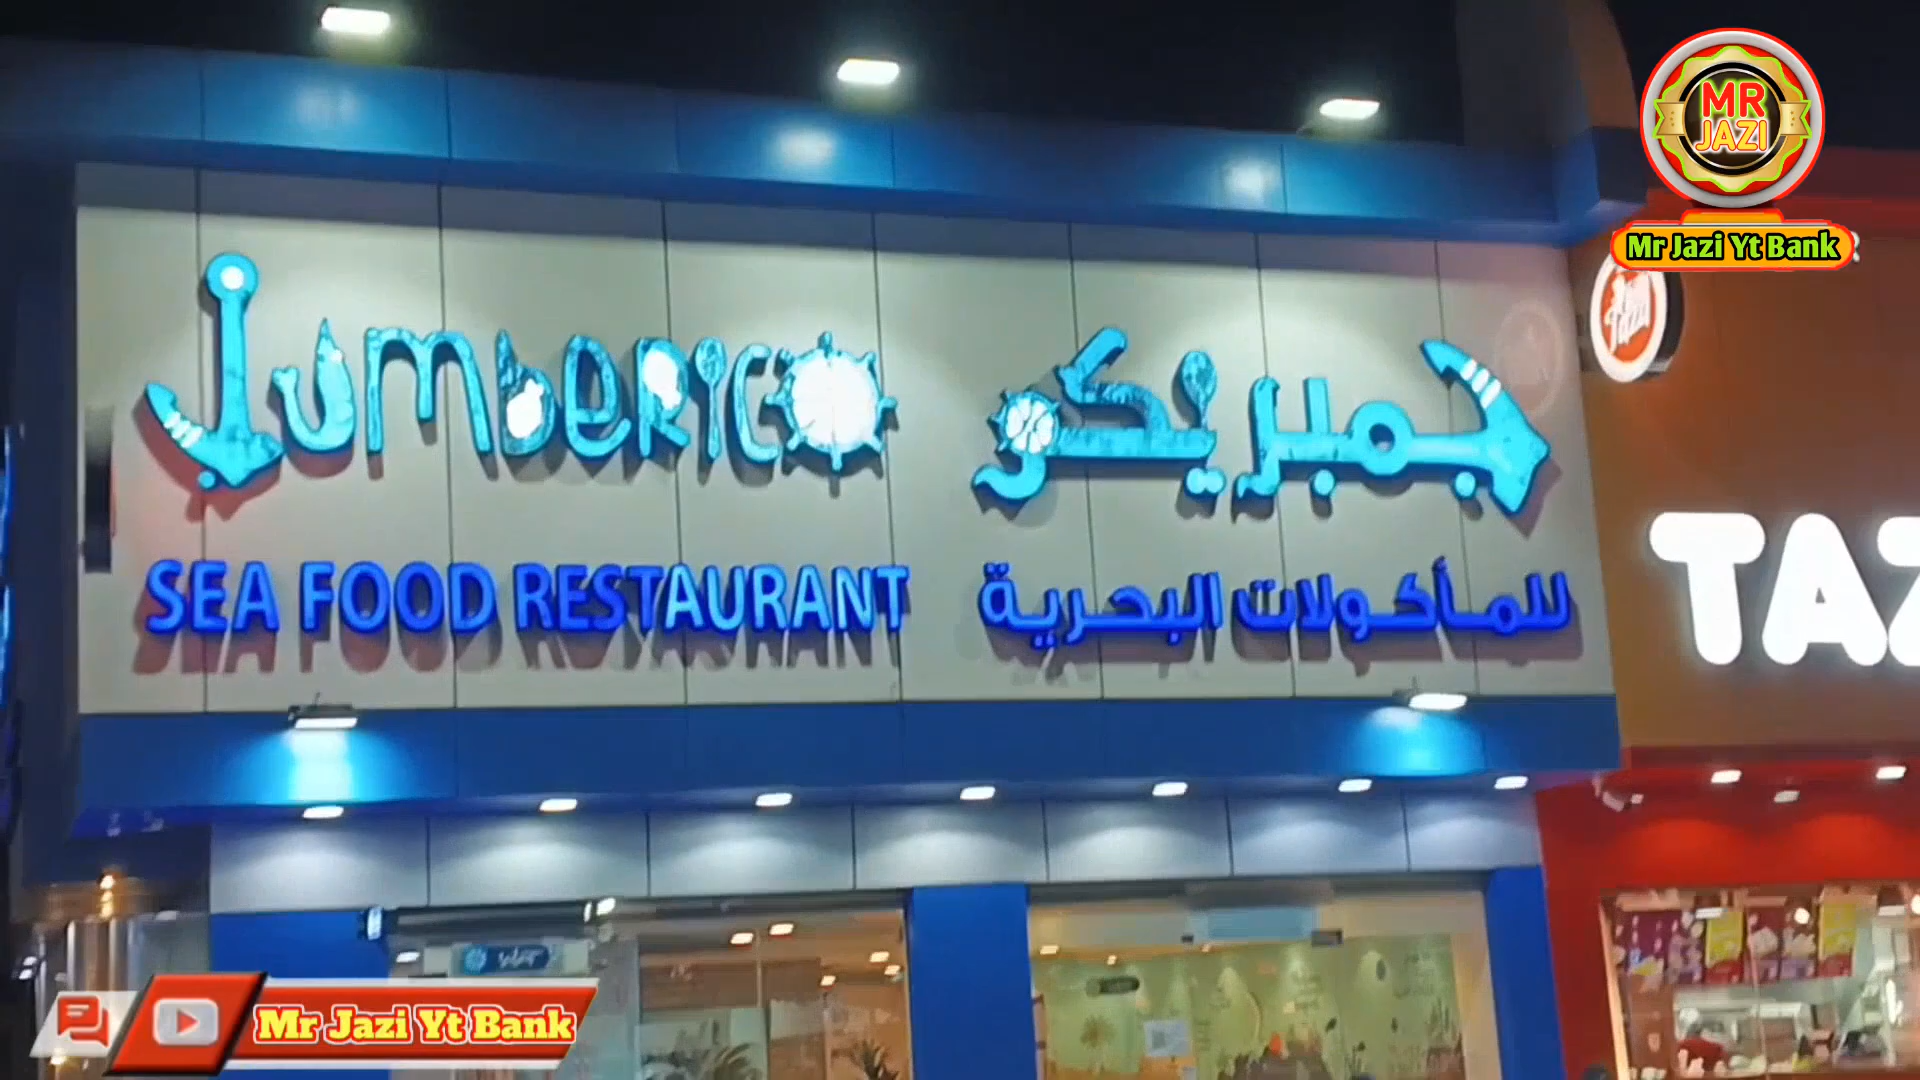 MR
JAZI
Mr Jazi Yt Bank
Jumberico
جمبريكو
SEA FOOD RESTAURANT
للمأكولات البحرية
TAZ
Mr Jazi Yt Bank